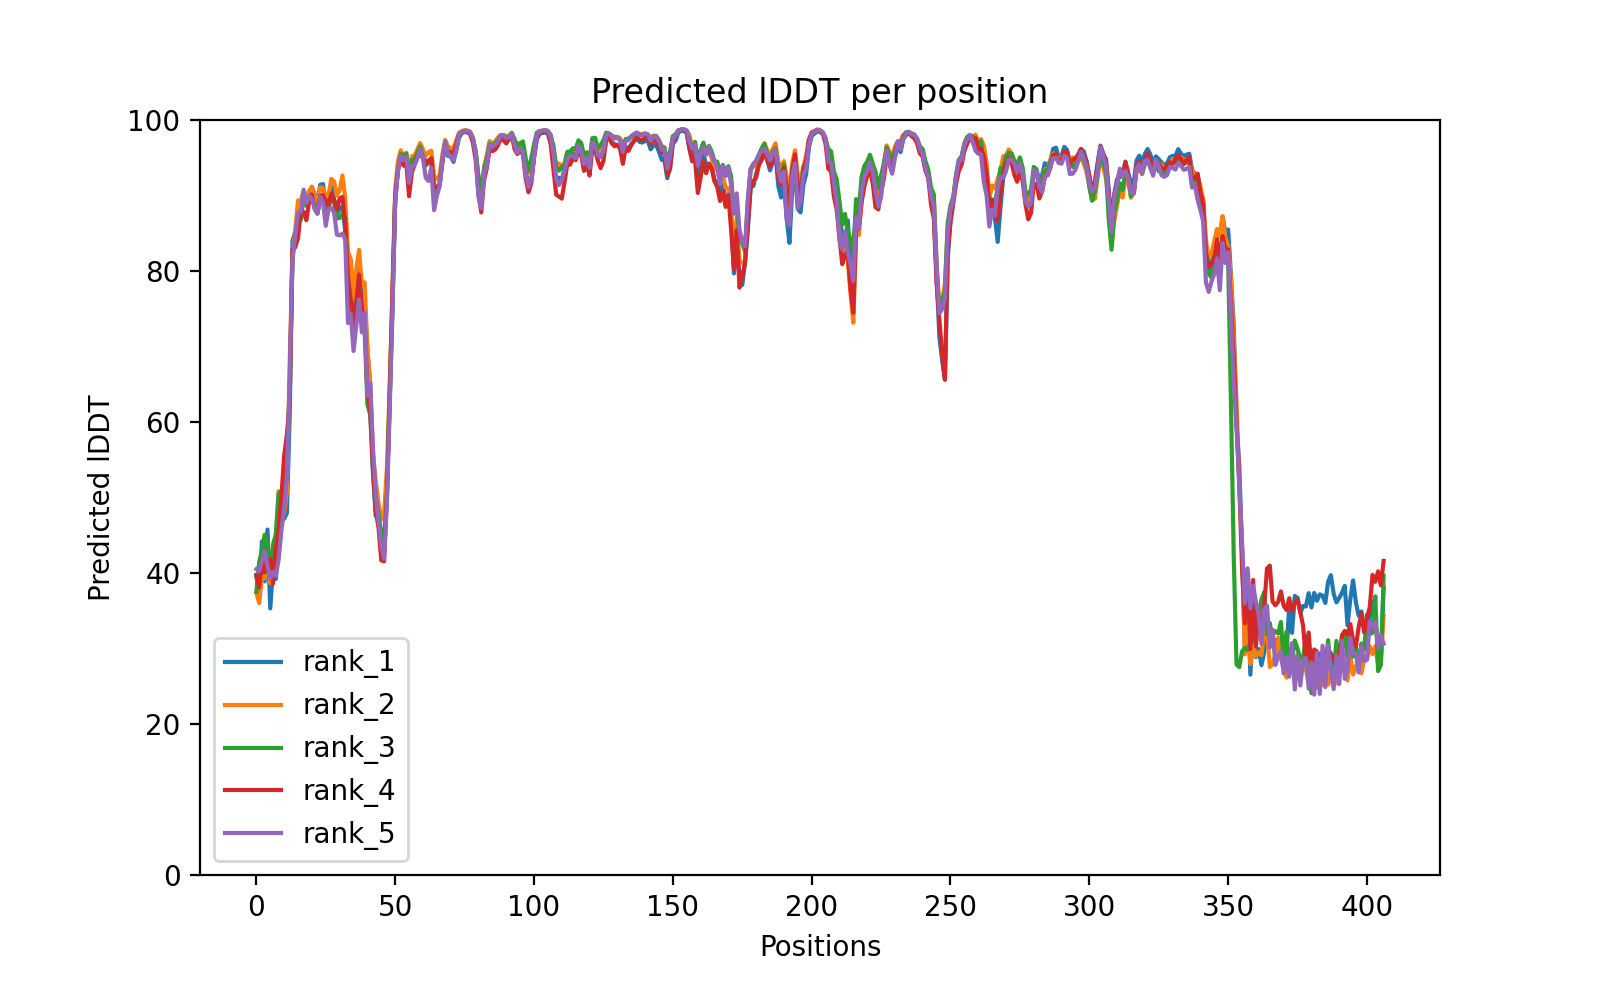 Predicted lDDT per position
100
80
60
40
20
0
Predicted lDDT
rank_1
rank_2
rank_3
rank_4
rank_5
0 50 100 150 200 250 300 350 400
Positions